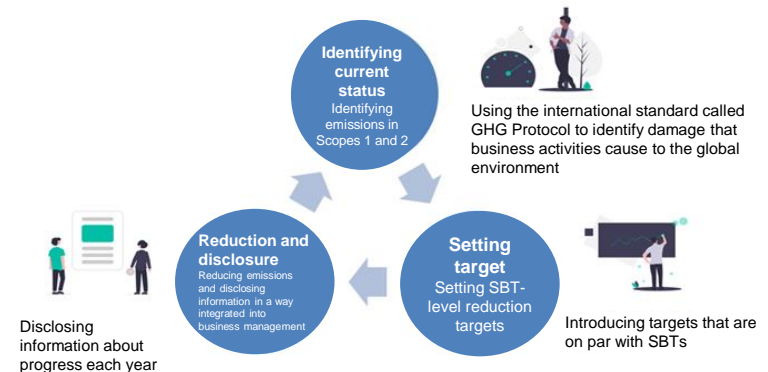 Identifying
current
status
Identifying
emissions in
Scopes 1 and 2
Using the international standard called
GHG Protocol to identify damage that
business activities cause to the global
environment
Setting
target
Setting SBT-
level reduction
targets
Introducing targets that are
on par with SBTs
Reduction and
disclosure
Reducing emissions
and disclosing
information in a way
integrated into
business management
Disclosing
information about
progress each year